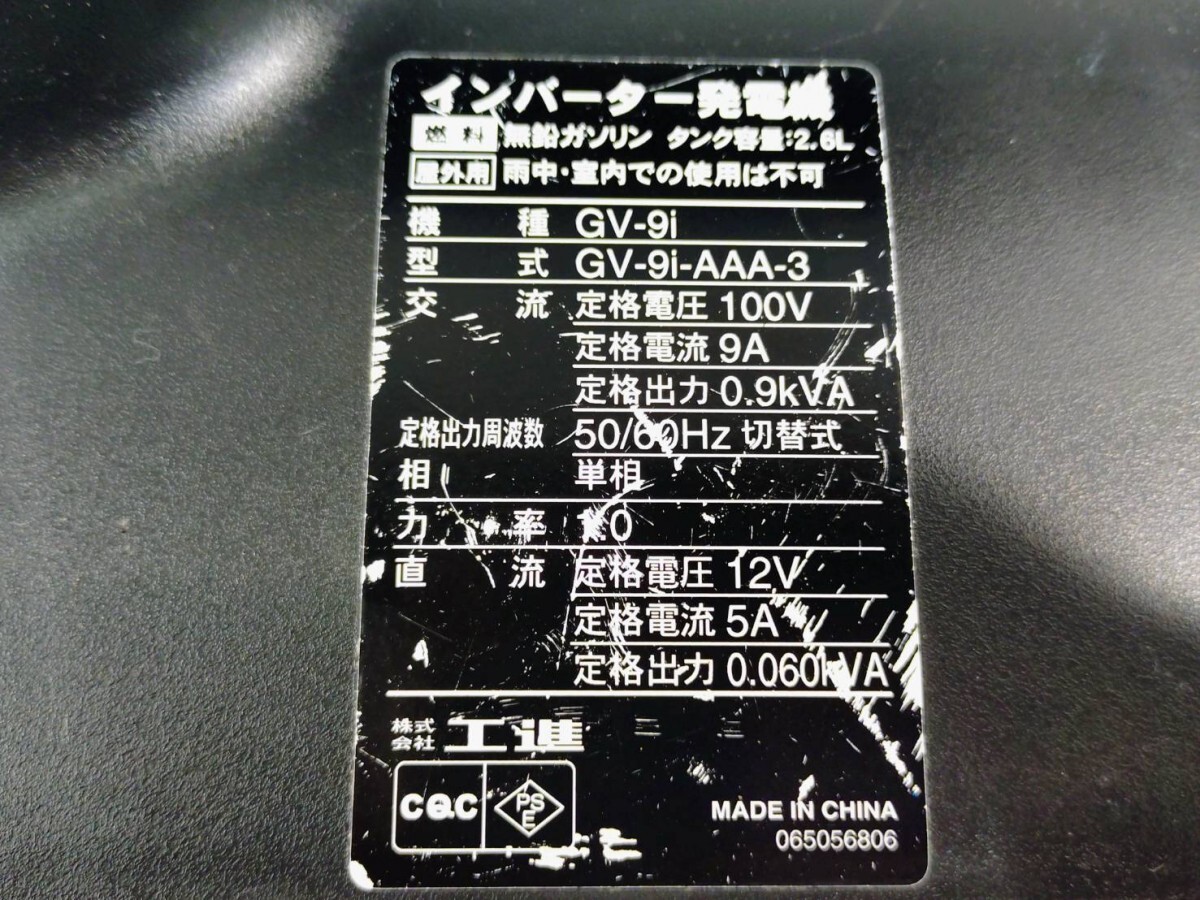 インバーター発電機
燃料 無鉛ガソリン タンク容量:2.6L
屋外用 雨中・室内での使用は不可
機種 GV-9i
型式 GV-9i-AAA-3
交流 定格電圧 100V
定格電流 9A
定格出力 0.9kVA
定格出力周波数 50/60Hz 切替式
相 単相
力率 1.0
直流 定格電圧 12V
定格電流 5A
定格出力 0.060kVA
株式会社 工進
CQC PSE
MADE IN CHINA
065056806